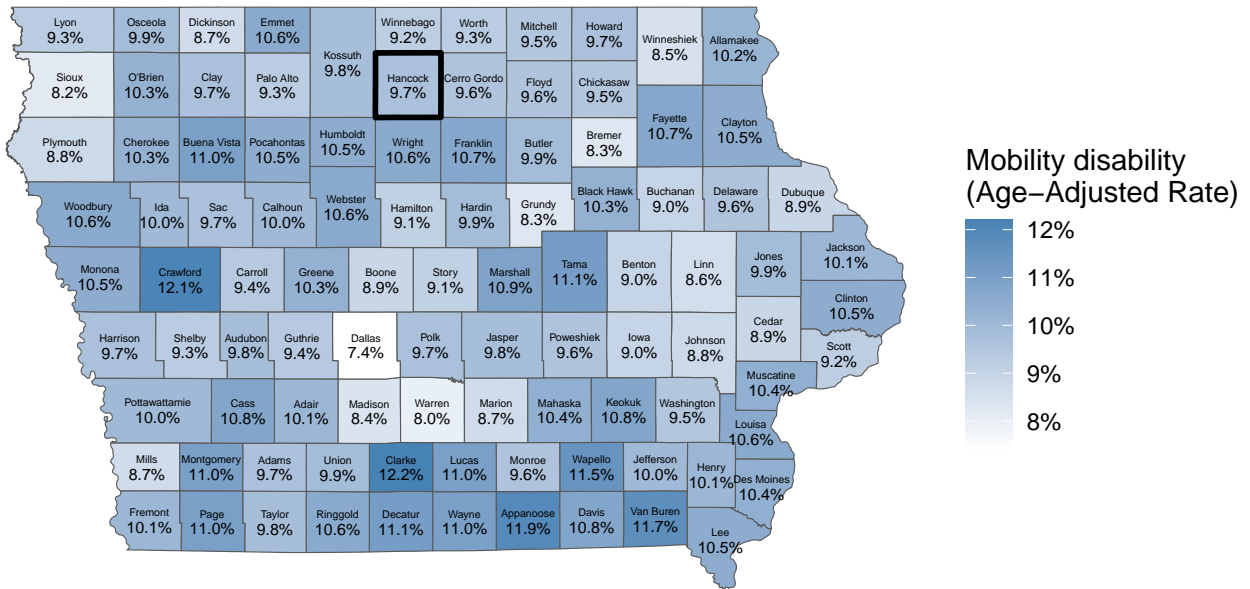 Lyon
9.3%
Osceola
9.9%
Dickinson
8.7%
Emmet
10.6%
Kossuth
9.8%
Winnebago
9.2%
Worth
9.3%
Mitchell
9.5%
Howard
9.7%
Winneshiek
8.5%
Allamakee
10.2%
Sioux
8.2%
O'Brien
10.3%
Clay
9.7%
Palo Alto
9.3%
Hancock
9.7%
Cerro Gordo
9.6%
Floyd
9.6%
Chickasaw
9.5%
Fayette
10.7%
Clayton
10.5%
Plymouth
8.8%
Cherokee
10.3%
Buena Vista
11.0%
Pocahontas
10.5%
Humboldt
10.5%
Wright
10.6%
Franklin
10.7%
Butler
9.9%
Bremer
8.3%
Woodbury
10.6%
Ida
10.0%
Sac
9.7%
Calhoun
10.0%
Webster
10.6%
Hamilton
9.1%
Hardin
9.9%
Grundy
8.3%
Black Hawk
10.3%
Buchanan
9.0%
Delaware
9.6%
Dubuque
8.9%
Monona
10.5%
Crawford
12.1%
Carroll
9.4%
Greene
10.3%
Boone
8.9%
Story
9.1%
Marshall
10.9%
Tama
11.1%
Benton
9.0%
Linn
8.6%
Jones
9.9%
Jackson
10.1%
Clinton
10.5%
Harrison
9.7%
Shelby
9.3%
Audubon
9.8%
Guthrie
9.4%
Dallas
7.4%
Polk
9.7%
Jasper
9.8%
Poweshiek
9.6%
Iowa
9.0%
Johnson
8.8%
Cedar
8.9%
Scott
9.2%
Muscatine
10.4%
Pottawattamie
10.0%
Cass
10.8%
Adair
10.1%
Madison
8.4%
Warren
8.0%
Marion
8.7%
Mahaska
10.4%
Keokuk
10.8%
Washington
9.5%
Louisa
10.6%
Mills
8.7%
Montgomery
11.0%
Adams
9.7%
Union
9.9%
Clarke
12.2%
Lucas
11.0%
Monroe
9.6%
Wapello
11.5%
Jefferson
10.0%
Henry
10.1%
Des Moines
10.4%
Fremont
10.1%
Page
11.0%
Taylor
9.8%
Ringgold
10.6%
Decatur
11.1%
Wayne
11.0%
Appanoose
11.9%
Davis
10.8%
Van Buren
11.7%
Lee
10.5%
Mobility disability
(Age−Adjusted Rate)
12%
11%
10%
9%
8%